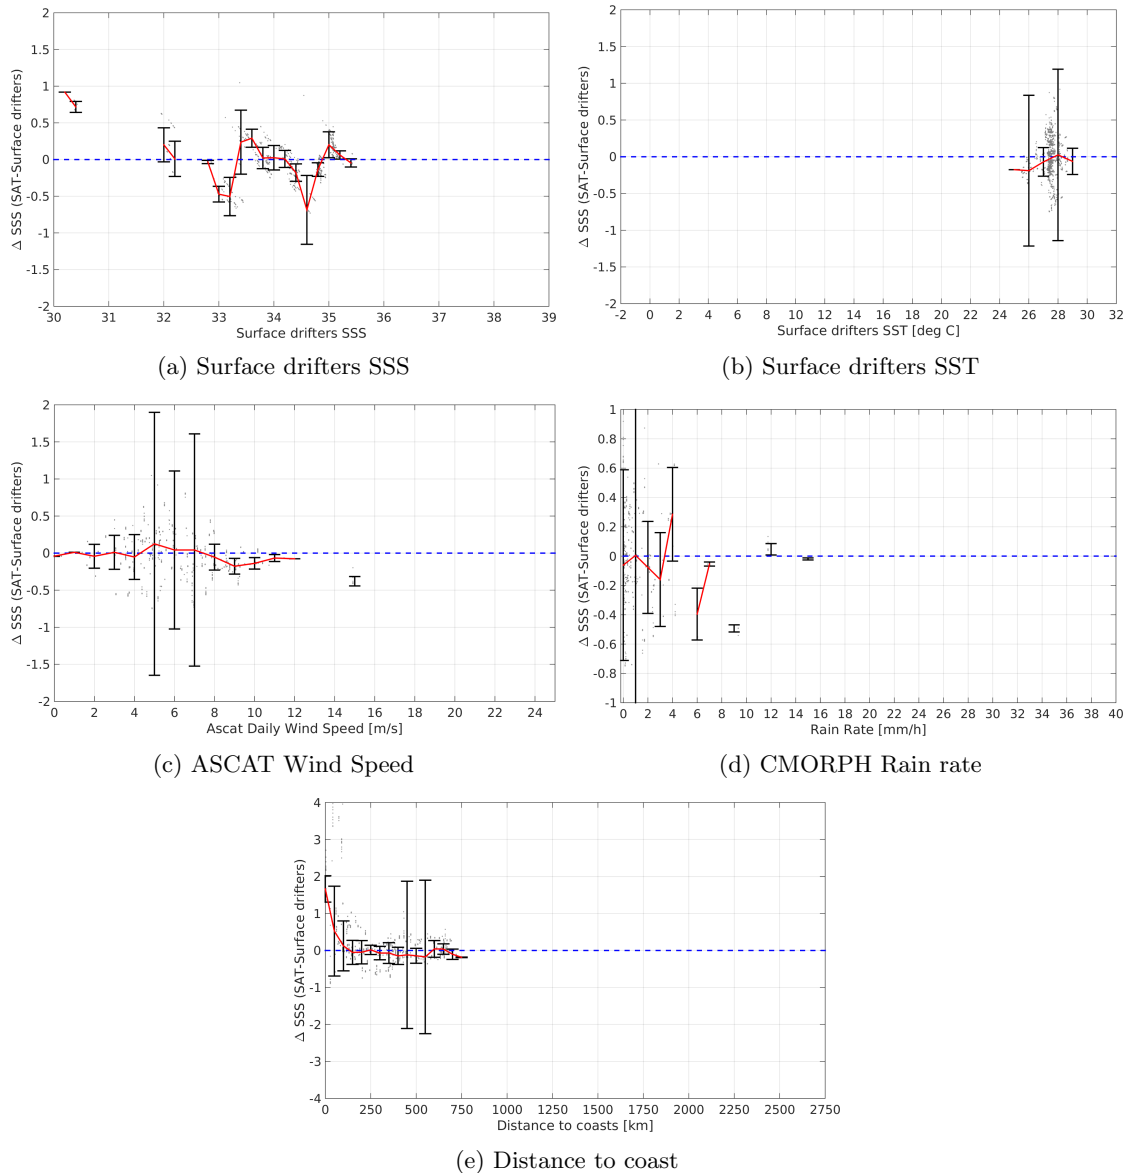 2
1.5
1
0.5
0
-0.5
-1
-1.5
-2
Δ SSS (SAT-Surface drifters)
30 31 32 33 34 35 36 37 38 39
Surface drifters SSS
(a) Surface drifters SSS
2
1.5
1
0.5
0
-0.5
-1
-1.5
-2
Δ SSS (SAT-Surface drifters)
-2 0 2 4 6 8 10 12 14 16 18 20 22 24 26 28 30 32
Surface drifters SST [deg C]
(b) Surface drifters SST
2
1.5
1
0.5
0
-0.5
-1
-1.5
-2
Δ SSS (SAT-Surface drifters)
0 2 4 6 8 10 12 14 16 18 20 22 24
Ascat Daily Wind Speed [m/s]
(c) ASCAT Wind Speed
1
0.8
0.6
0.4
0.2
0
-0.2
-0.4
-0.6
-0.8
-1
Δ SSS (SAT-Surface drifters)
0 2 4 6 8 10 12 14 16 18 20 22 24 26 28 30 32 34 36 38 40
Rain Rate [mm/h]
(d) CMORPH Rain rate
4
3
2
1
0
-1
-2
-3
-4
Δ SSS (SAT-Surface drifters)
0 250 500 750 1000 1250 1500 1750 2000 2250 2500 2750
Distance to coasts [km]
(e) Distance to coast